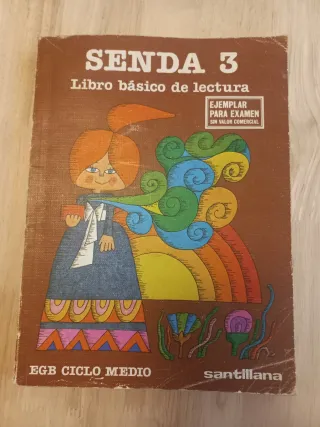 SENDA 3
Libro básico de lectura
EJEMPLAR
PARA EXAMEN
SIN VALOR COMERCIAL
EGB CICLO MEDIO
santillana